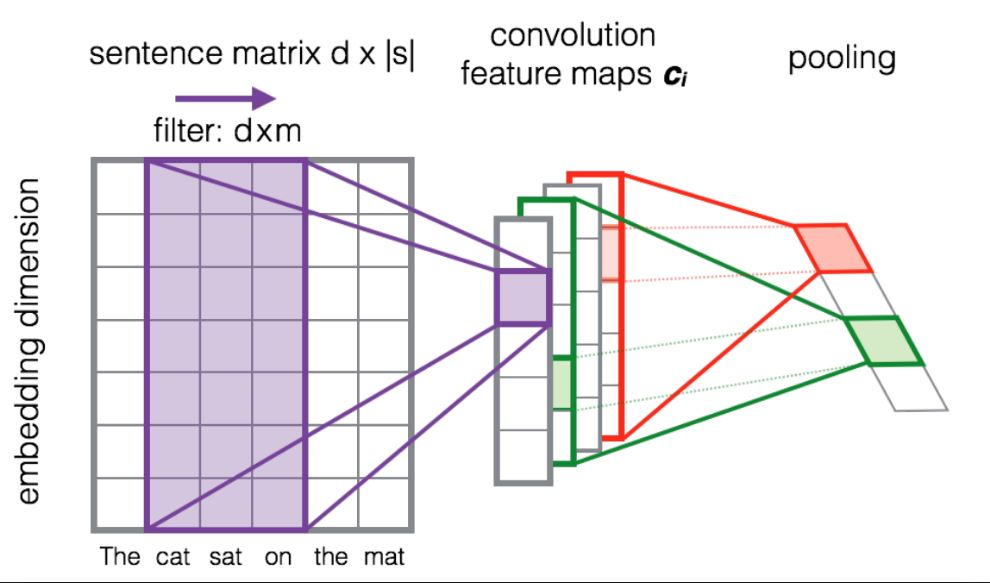 sentence matrix d x |s|
convolution
feature maps ci
pooling
filter: dxm
embedding dimension
The cat sat on the mat